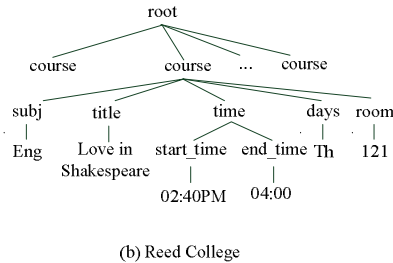 root
course course ... course
subj title time days room
Eng Love in Shakespeare start_time end_time Th 121
02:40PM 04:00
(b) Reed College